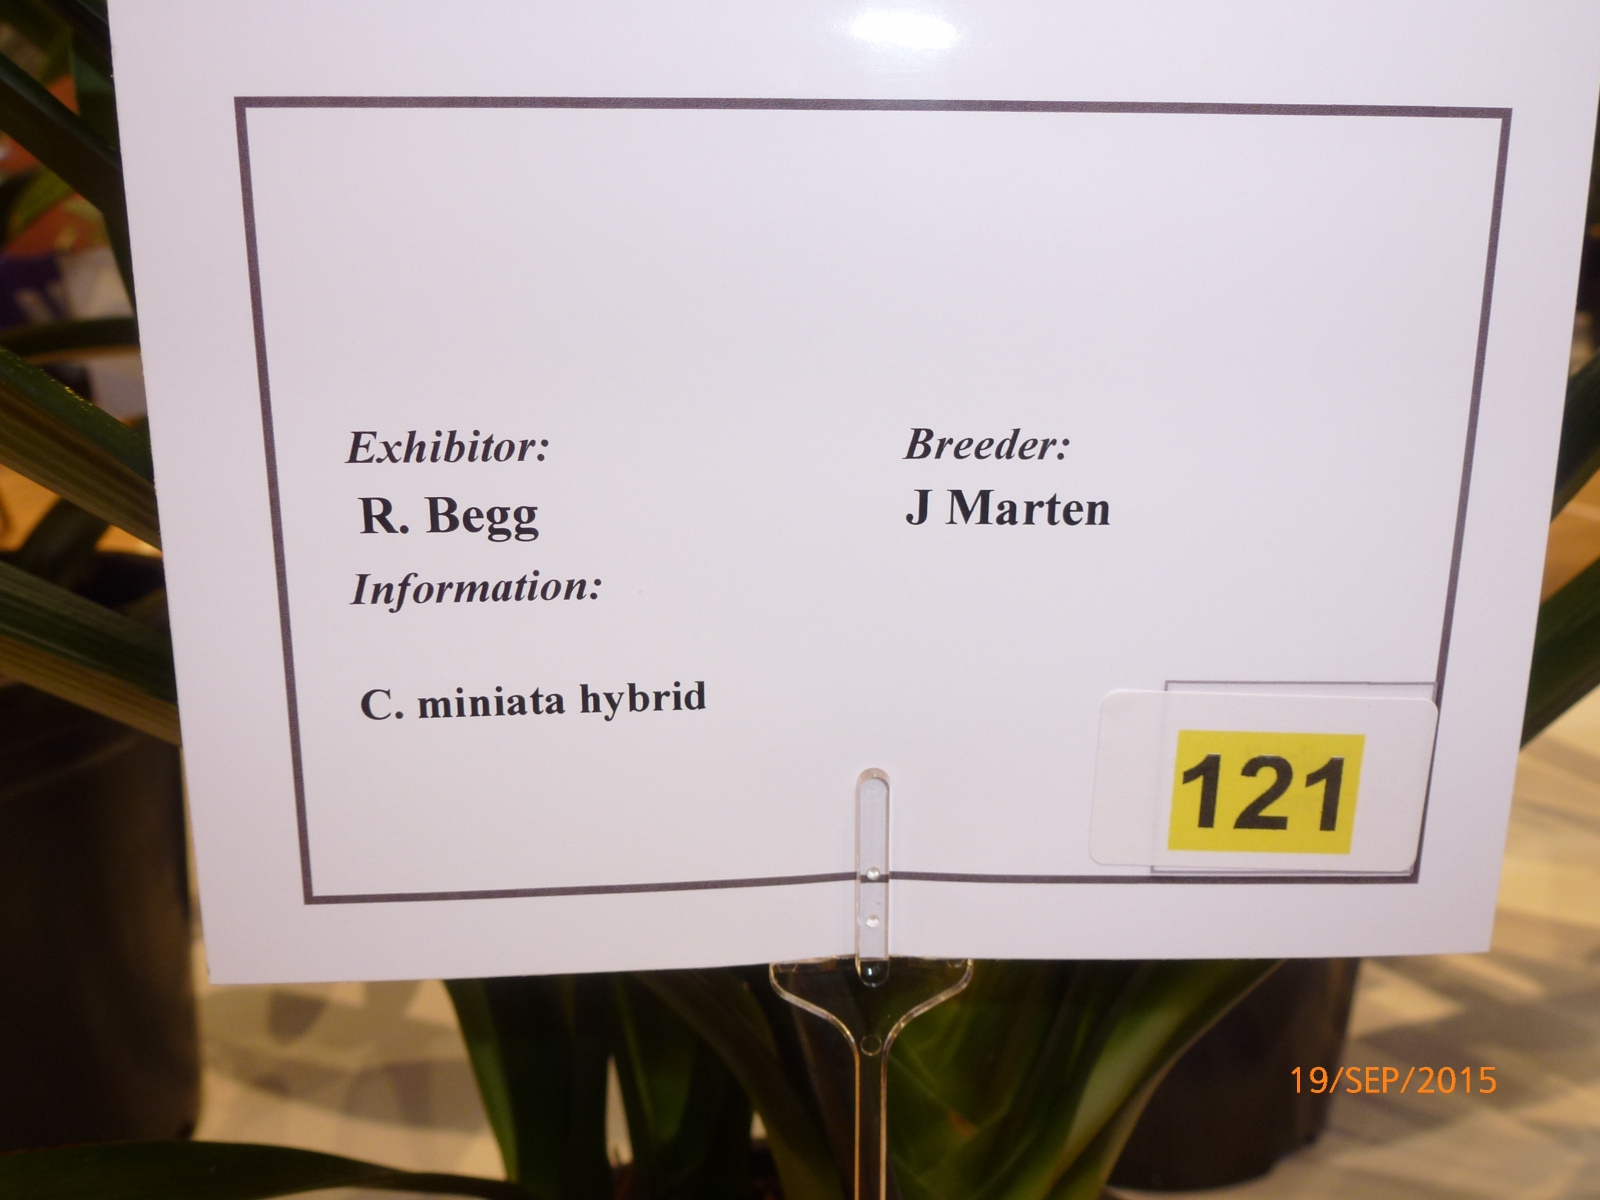 Exhibitor:
R. Begg
Breeder:
J Marten
Information:
C. miniata hybrid
121
19/SEP/2015